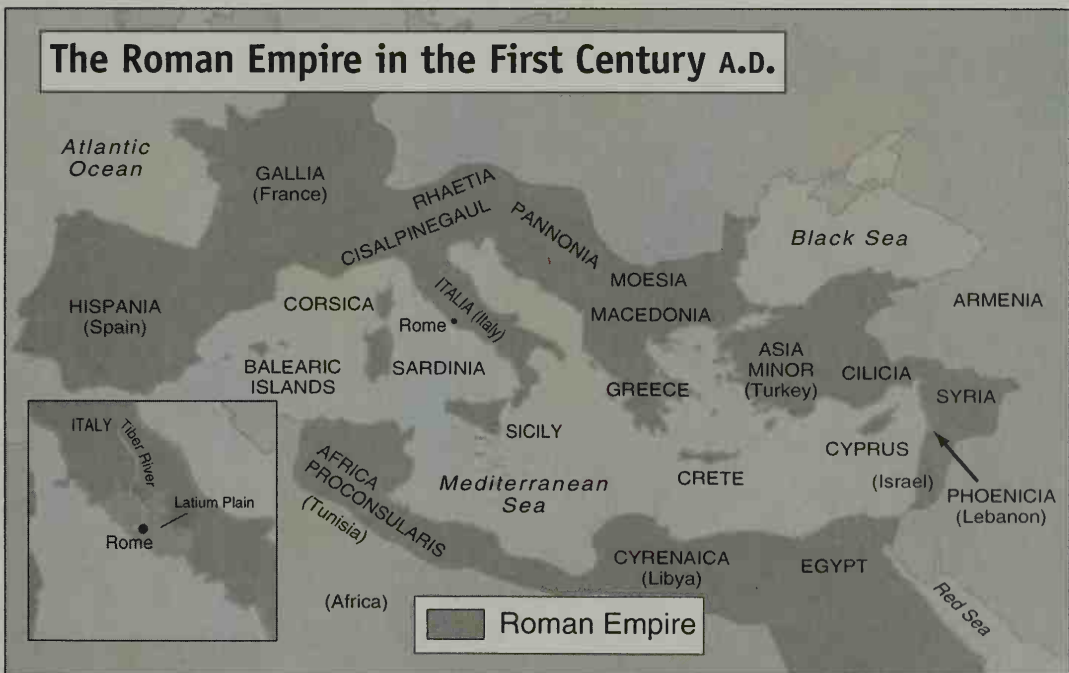 The Roman Empire in the First Century A.D.
Atlantic
Ocean
GALLIA
(France)
RHAETIA
CISALPINEGAUL
PANNONIA
Black Sea
MOESIA
HISPANIA
(Spain)
CORSICA
ITALIA (Italy)
Rome
MACEDONIA
ARMENIA
BALEARIC
ISLANDS
SARDINIA
GREECE
ASIA
MINOR
(Turkey)
CILICIA
SYRIA
SICILY
CYPRUS
(Israel)
PHOENICIA
(Lebanon)
CRETE
Mediterranean
Sea
AFRICA
PROCONSULARIS
(Tunisia)
CYRENAICA
(Libya)
EGYPT
Red Sea
(Africa)
ITALY
Tiber River
Latium Plain
Rome
Roman Empire